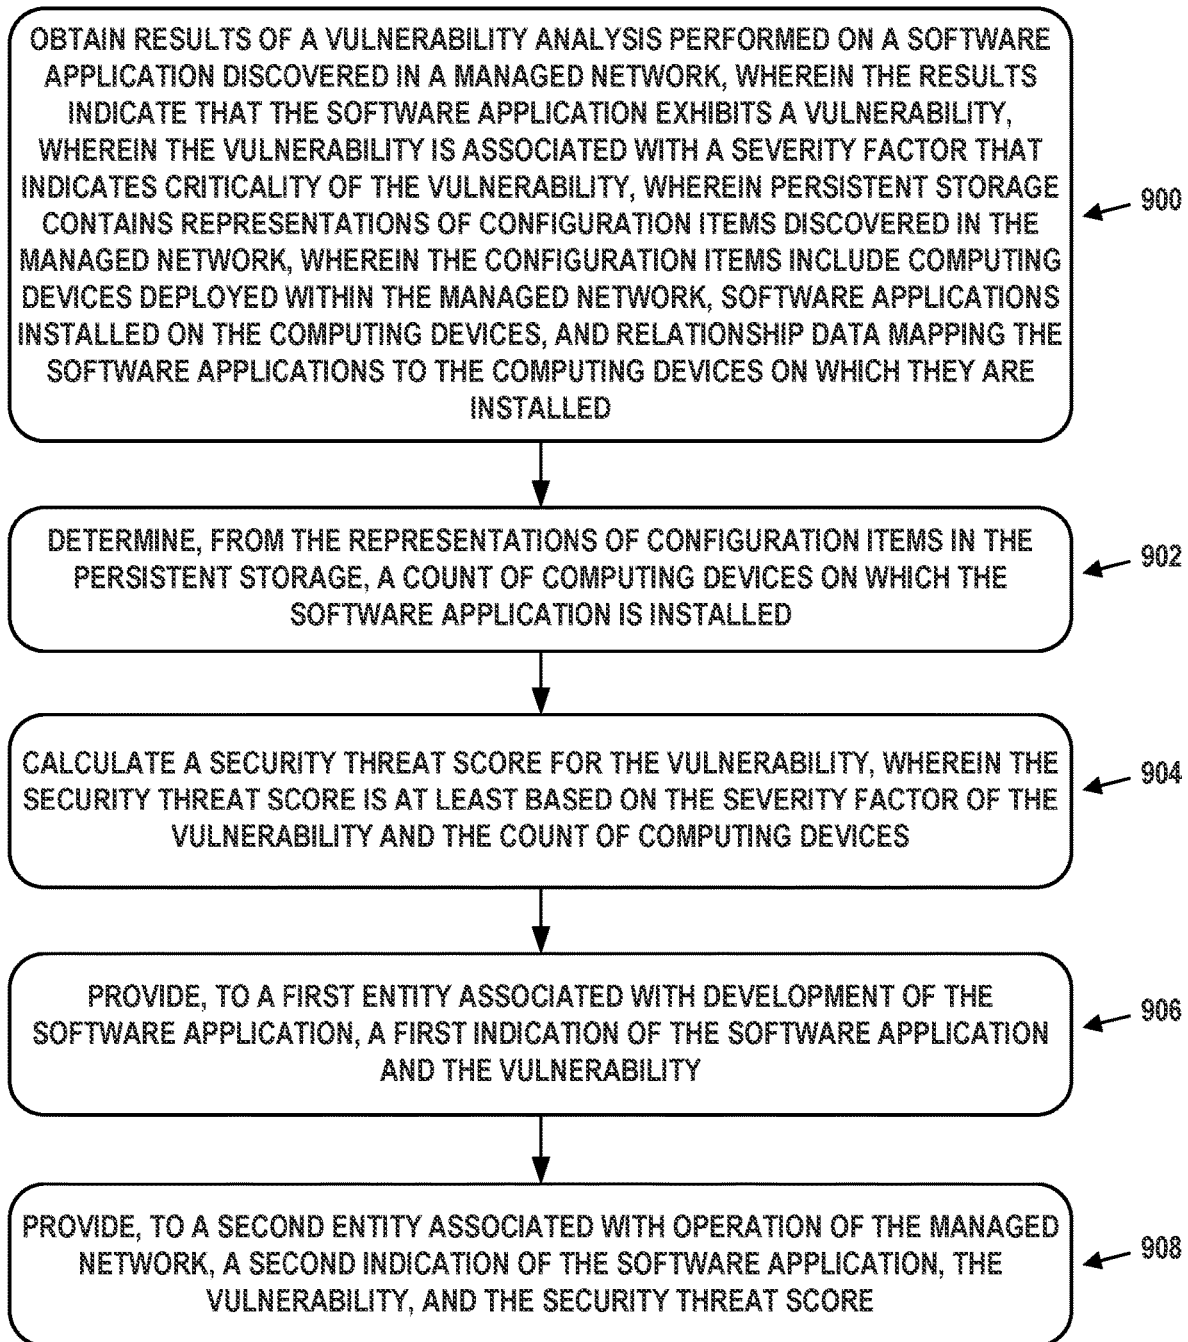 OBTAIN RESULTS OF A VULNERABILITY ANALYSIS PERFORMED ON A SOFTWARE
APPLICATION DISCOVERED IN A MANAGED NETWORK, WHEREIN THE RESULTS
INDICATE THAT THE SOFTWARE APPLICATION EXHIBITS A VULNERABILITY,
WHEREIN THE VULNERABILITY IS ASSOCIATED WITH A SEVERITY FACTOR THAT
INDICATES CRITICALITY OF THE VULNERABILITY, WHEREIN PERSISTENT STORAGE
CONTAINS REPRESENTATIONS OF CONFIGURATION ITEMS DISCOVERED IN THE
MANAGED NETWORK, WHEREIN THE CONFIGURATION ITEMS INCLUDE COMPUTING
DEVICES DEPLOYED WITHIN THE MANAGED NETWORK, SOFTWARE APPLICATIONS
INSTALLED ON THE COMPUTING DEVICES, AND RELATIONSHIP DATA MAPPING THE
SOFTWARE APPLICATIONS TO THE COMPUTING DEVICES ON WHICH THEY ARE
INSTALLED
900
DETERMINE, FROM THE REPRESENTATIONS OF CONFIGURATION ITEMS IN THE
PERSISTENT STORAGE, A COUNT OF COMPUTING DEVICES ON WHICH THE
SOFTWARE APPLICATION IS INSTALLED
902
CALCULATE A SECURITY THREAT SCORE FOR THE VULNERABILITY, WHEREIN THE
SECURITY THREAT SCORE IS AT LEAST BASED ON THE SEVERITY FACTOR OF THE
VULNERABILITY AND THE COUNT OF COMPUTING DEVICES
904
PROVIDE, TO A FIRST ENTITY ASSOCIATED WITH DEVELOPMENT OF THE
SOFTWARE APPLICATION, A FIRST INDICATION OF THE SOFTWARE APPLICATION
AND THE VULNERABILITY
906
PROVIDE, TO A SECOND ENTITY ASSOCIATED WITH OPERATION OF THE MANAGED
NETWORK, A SECOND INDICATION OF THE SOFTWARE APPLICATION, THE
VULNERABILITY, AND THE SECURITY THREAT SCORE
908